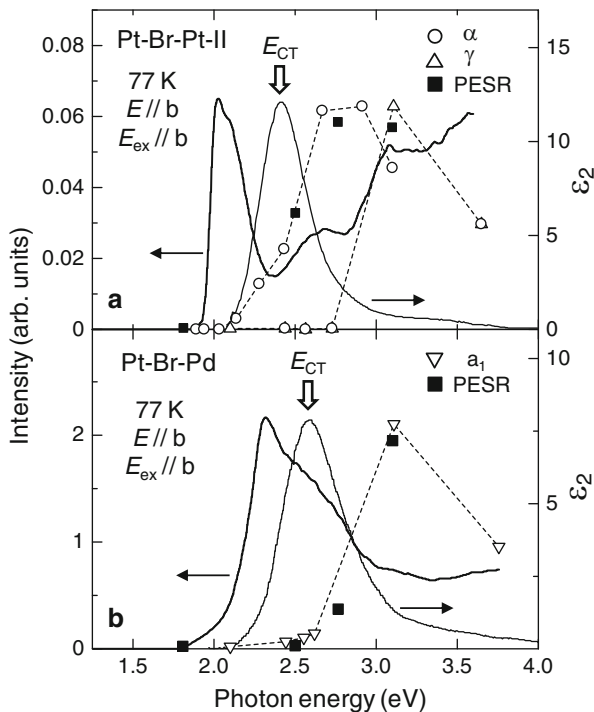 0.08
0.06
0.04
0.02
0
Pt-Br-Pt-II
77 K
E // b
E_ex // b
a
E_CT
α
γ
PESR
15
10
5
0
ε₂
Intensity (arb. units)
Pt-Br-Pd
77 K
E // b
E_ex // b
b
E_CT
a₁
PESR
2
1
0
10
5
ε₂
1.5 2.0 2.5 3.0 3.5 4.0
Photon energy (eV)